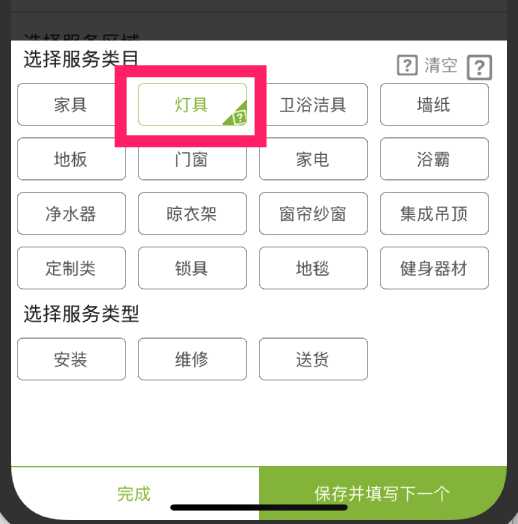 选择服务区域
选择服务类目
清空
家具 灯具 卫浴洁具 墙纸
地板 门窗 家电 浴霸
净水器 晾衣架 窗帘纱窗 集成吊顶
定制类 锁具 地毯 健身器材
选择服务类型
安装 维修 送货
完成 保存并填写下一个